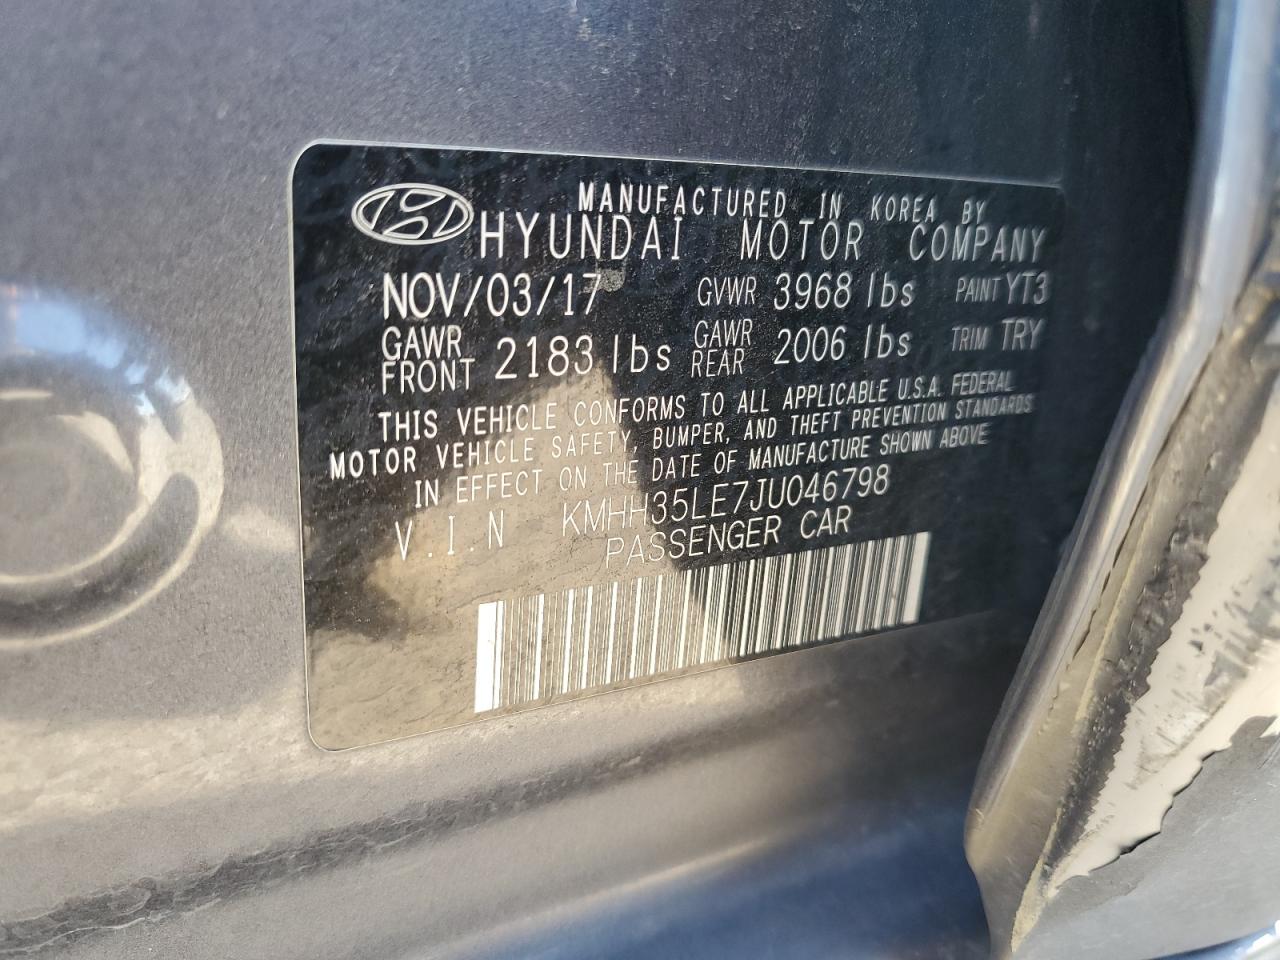 MANUFACTURED IN KOREA BY
HYUNDAI MOTOR COMPANY
NOV/03/17 GVWR 3968 lbs PAINT YT3
GAWR FRONT 2183 lbs GAWR REAR 2006 lbs TRIM TRY
THIS VEHICLE CONFORMS TO ALL APPLICABLE U.S.A. FEDERAL
MOTOR VEHICLE SAFETY, BUMPER, AND THEFT PREVENTION STANDARDS
IN EFFECT ON THE DATE OF MANUFACTURE SHOWN ABOVE
V.I.N KMHH35LE7JU046798
PASSENGER CAR